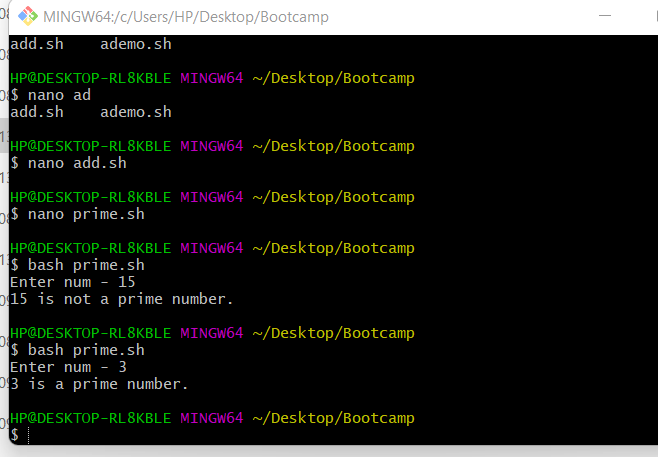 MINGW64:/c/Users/HP/Desktop/Bootcamp
add.sh    ademo.sh
HP@DESKTOP-RL8KBLE MINGW64 ~/Desktop/Bootcamp
$ nano ad
add.sh    ademo.sh
HP@DESKTOP-RL8KBLE MINGW64 ~/Desktop/Bootcamp
$ nano add.sh
HP@DESKTOP-RL8KBLE MINGW64 ~/Desktop/Bootcamp
$ nano prime.sh
HP@DESKTOP-RL8KBLE MINGW64 ~/Desktop/Bootcamp
$ bash prime.sh
Enter num - 15
15 is not a prime number.
HP@DESKTOP-RL8KBLE MINGW64 ~/Desktop/Bootcamp
$ bash prime.sh
Enter num - 3
3 is a prime number.
HP@DESKTOP-RL8KBLE MINGW64 ~/Desktop/Bootcamp
$